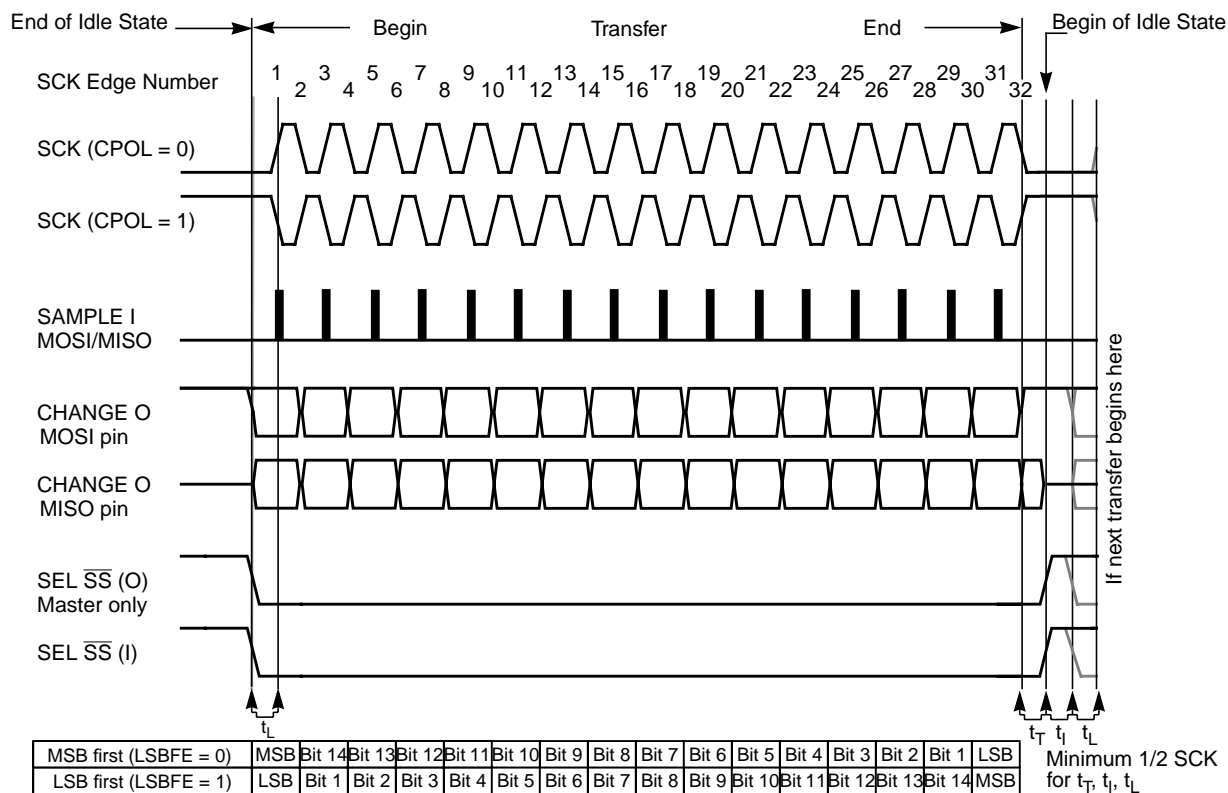 End of Idle State
Begin
Transfer
End
Begin of Idle State
SCK Edge Number
1 3 5 7 9 11 13 15 17 19 21 23 25 27 29 31
2 4 6 8 10 12 14 16 18 20 22 24 26 28 30 32
SCK (CPOL = 0)
SCK (CPOL = 1)
SAMPLE I
MOSI/MISO
CHANGE O
MOSI pin
CHANGE O
MISO pin
SEL SS (O)
Master only
SEL SS (I)
If next transfer begins here
tL
tT tI tL
MSB first (LSBFE = 0) MSB Bit 14 Bit 13 Bit 12 Bit 11 Bit 10 Bit 9 Bit 8 Bit 7 Bit 6 Bit 5 Bit 4 Bit 3 Bit 2 Bit 1 LSB
LSB first (LSBFE = 1) LSB Bit 1 Bit 2 Bit 3 Bit 4 Bit 5 Bit 6 Bit 7 Bit 8 Bit 9 Bit 10 Bit 11 Bit 12 Bit 13 Bit 14 MSB
Minimum 1/2 SCK
for tT, tI, tL